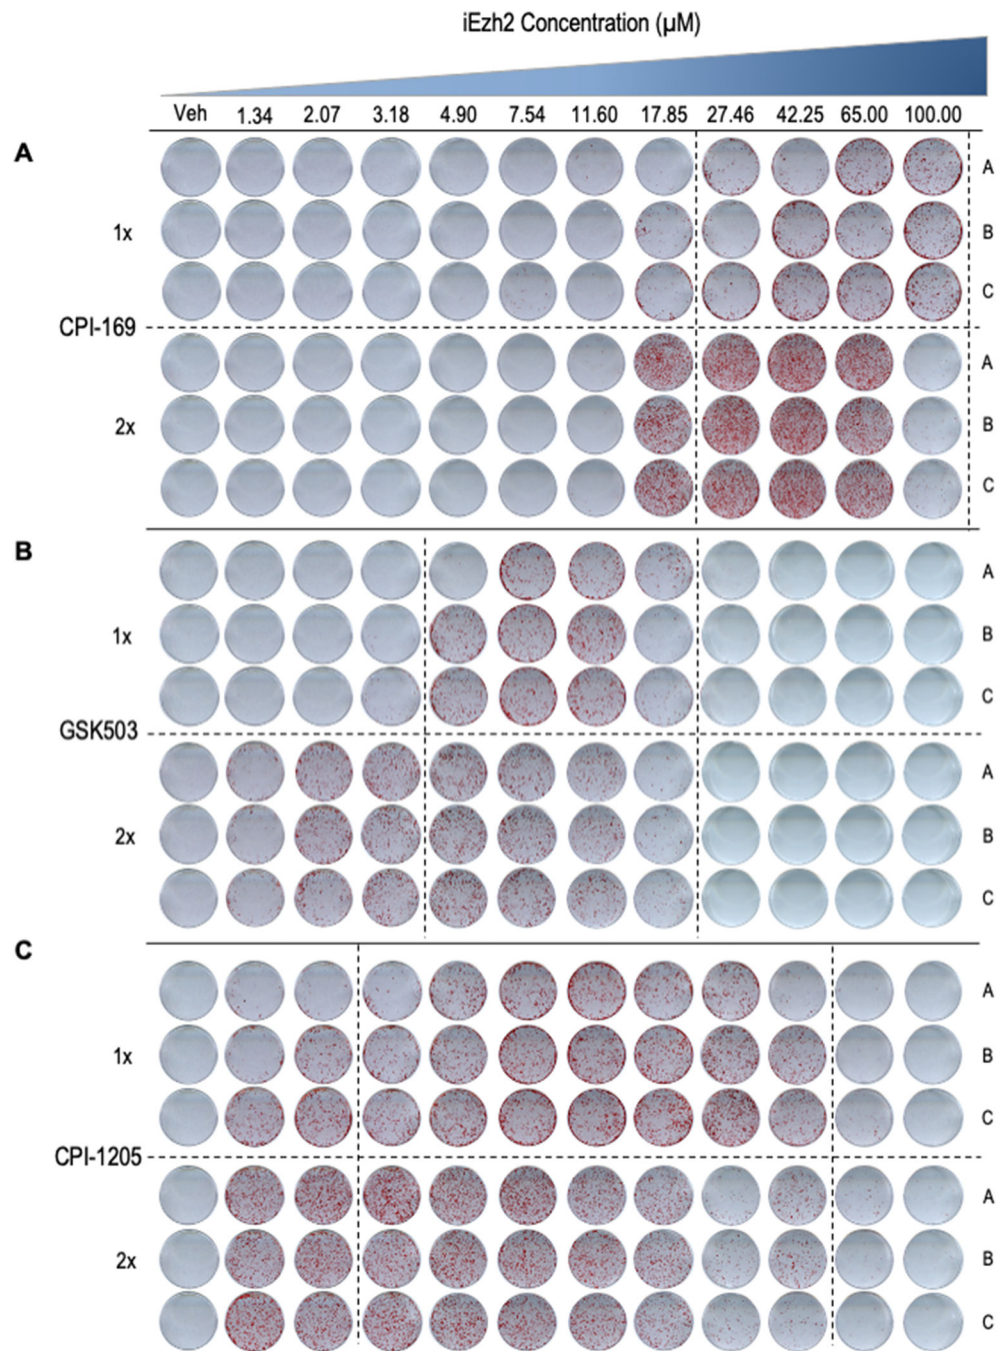 iEzh2 Concentration (µM)
Veh 1.34 2.07 3.18 4.90 7.54 11.60 17.85 27.46 42.25 65.00 100.00
A
A
1x B
C
CPI-169
A
2x B
C
B
A
1x B
C
GSK503
A
2x B
C
C
A
1x B
C
CPI-1205
A
2x B
C